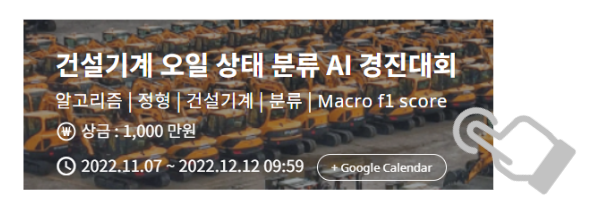 건설기계 오일 상태 분류 AI 경진대회
알고리즘 | 정형 | 건설기계 | 분류 | Macro f1 score
₩ 상금 : 1,000 만원
2022.11.07 ~ 2022.12.12 09:59 + Google Calendar